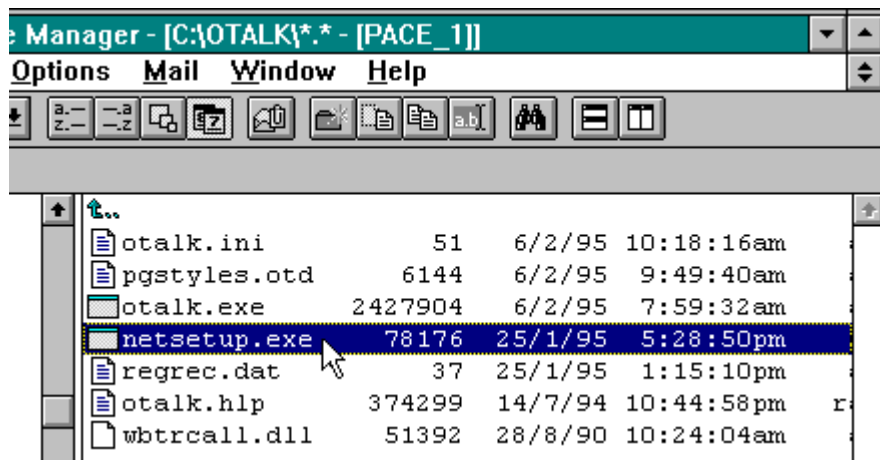 e Manager - [C:\OTALK\*.* - [PACE_1]]
Options Mail Window Help
a z a z a.b
t..
otalk.ini 51 6/2/95 10:18:16am
pgstyles.otd 6144 6/2/95 9:49:40am
otalk.exe 2427904 6/2/95 7:59:32am
netsetup.exe 78176 25/1/95 5:28:50pm
regrec.dat 37 25/1/95 1:15:10pm
otalk.hlp 374299 14/7/94 10:44:58pm r
wbtrcall.dll 51392 28/8/90 10:24:04am